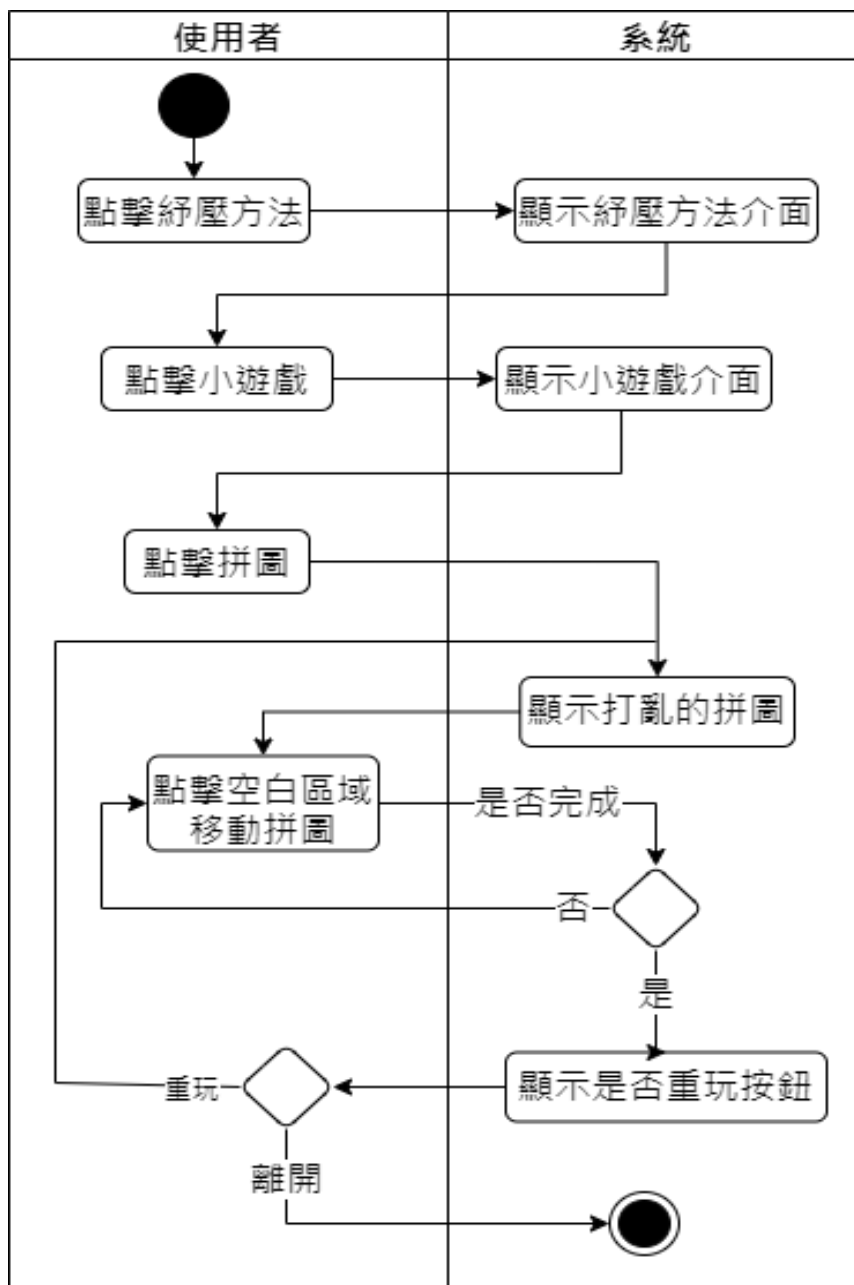 使用者
系統
點擊紓壓方法
顯示紓壓方法介面
點擊小遊戲
顯示小遊戲介面
點擊拼圖
顯示打亂的拼圖
點擊空白區域
移動拼圖
是否完成
否
是
顯示是否重玩按鈕
重玩
離開